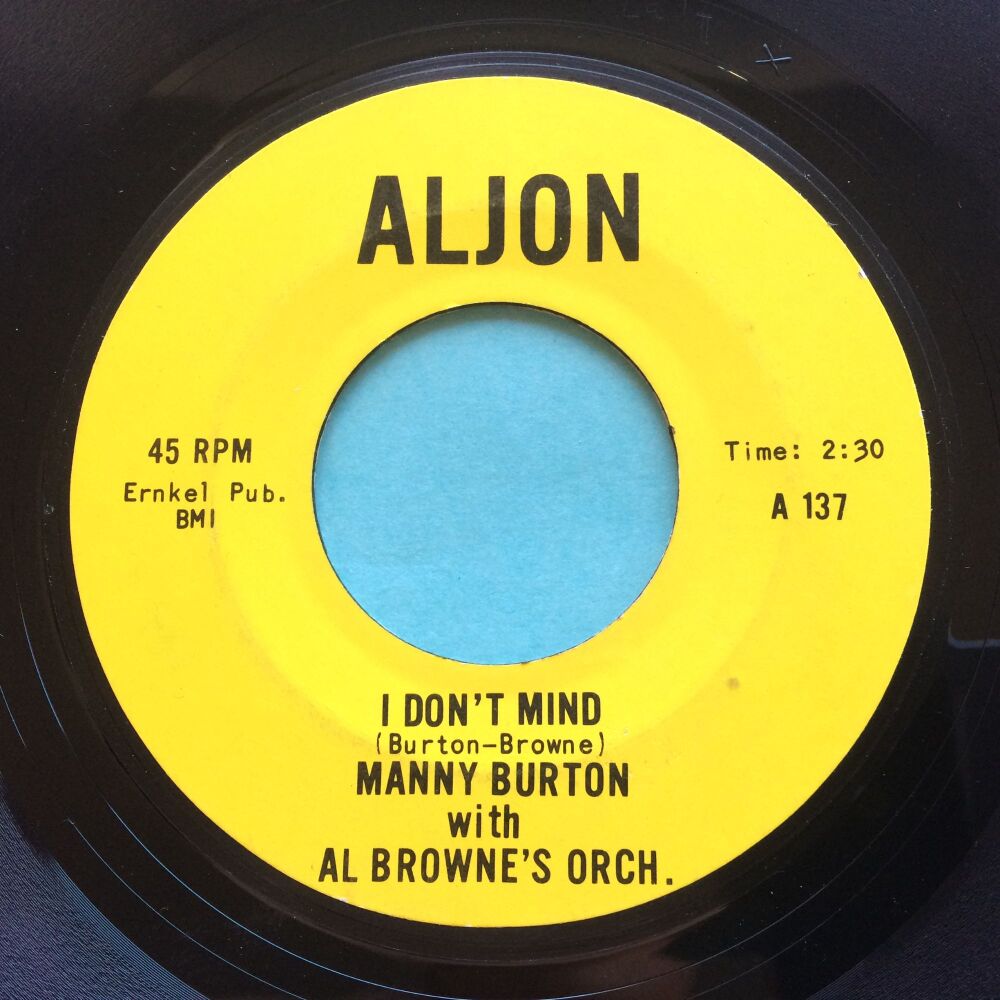 ALJON
45 RPM
Ernkel Pub.
BMI
Time: 2:30
A 137
I DON'T MIND
(Burton-Browne)
MANNY BURTON
with
AL BROWNE'S ORCH.